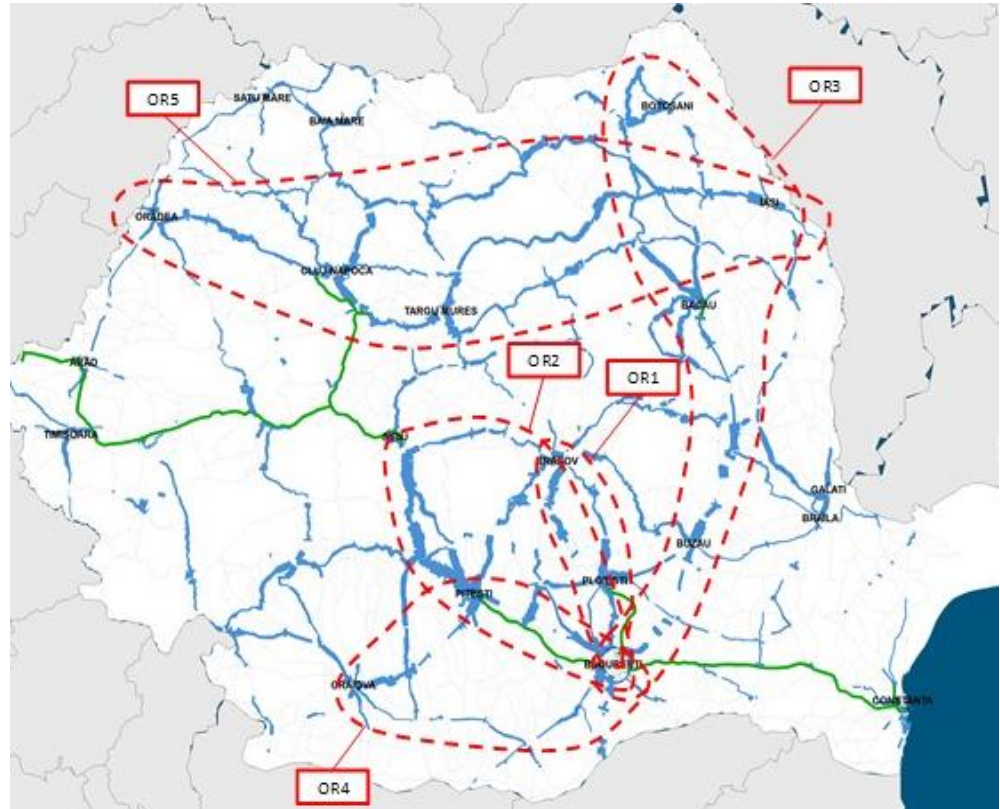 OR5
OR3
SATU MARE
BAIA MARE
BOTOSANI
ORADEA
IASI
CLUJ-NAPOCA
TARGU MURES
BACAU
ARAD
OR2
OR1
TIMISOARA
SIBIU
BRASOV
GALATI
BRAILA
BUZAU
PLOIESTI
PITESTI
BUCURESTI
CRAIOVA
CONSTANTA
OR4